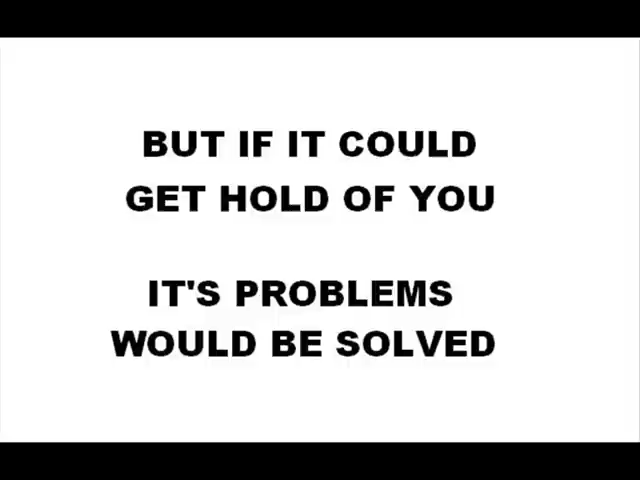 BUT IF IT COULD
GET HOLD OF YOU
IT'S PROBLEMS
WOULD BE SOLVED